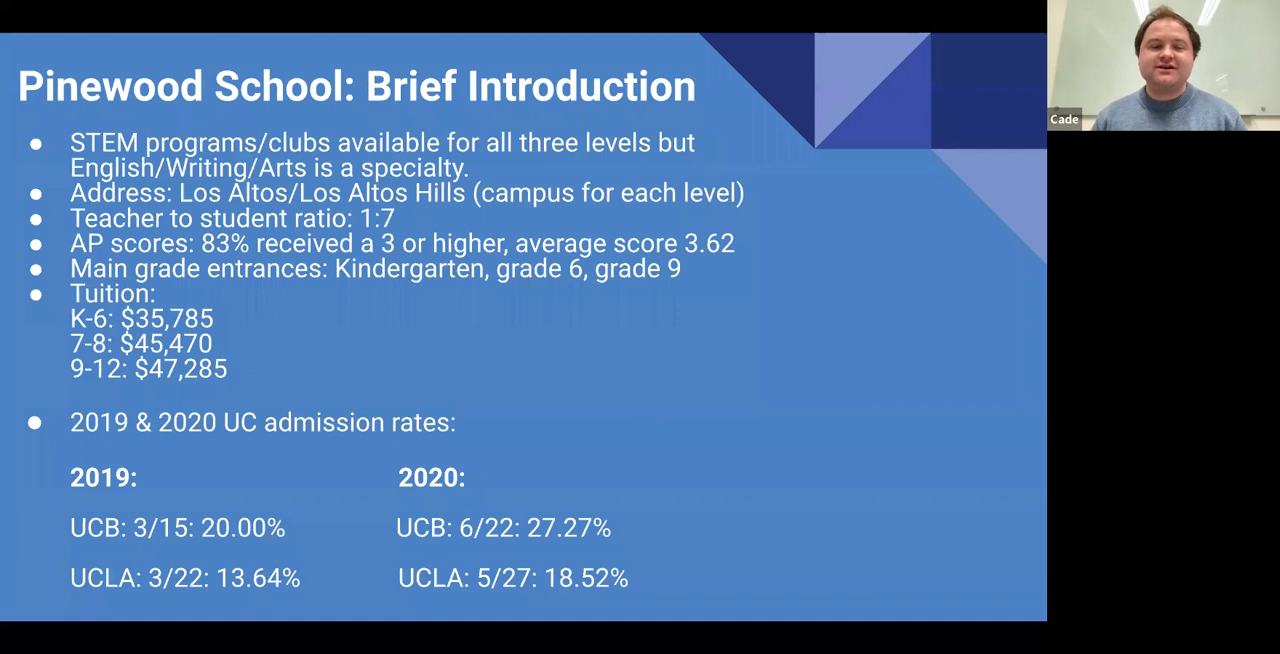 Pinewood School: Brief Introduction
Cade
● STEM programs/clubs available for all three levels but
English/Writing/Arts is a specialty.
● Address: Los Altos/Los Altos Hills (campus for each level)
● Teacher to student ratio: 1:7
● AP scores: 83% received a 3 or higher, average score 3.62
● Main grade entrances: Kindergarten, grade 6, grade 9
● Tuition:
K-6: $35,785
7-8: $45,470
9-12: $47,285
● 2019 & 2020 UC admission rates:
2019: 2020:
UCB: 3/15: 20.00% UCB: 6/22: 27.27%
UCLA: 3/22: 13.64% UCLA: 5/27: 18.52%